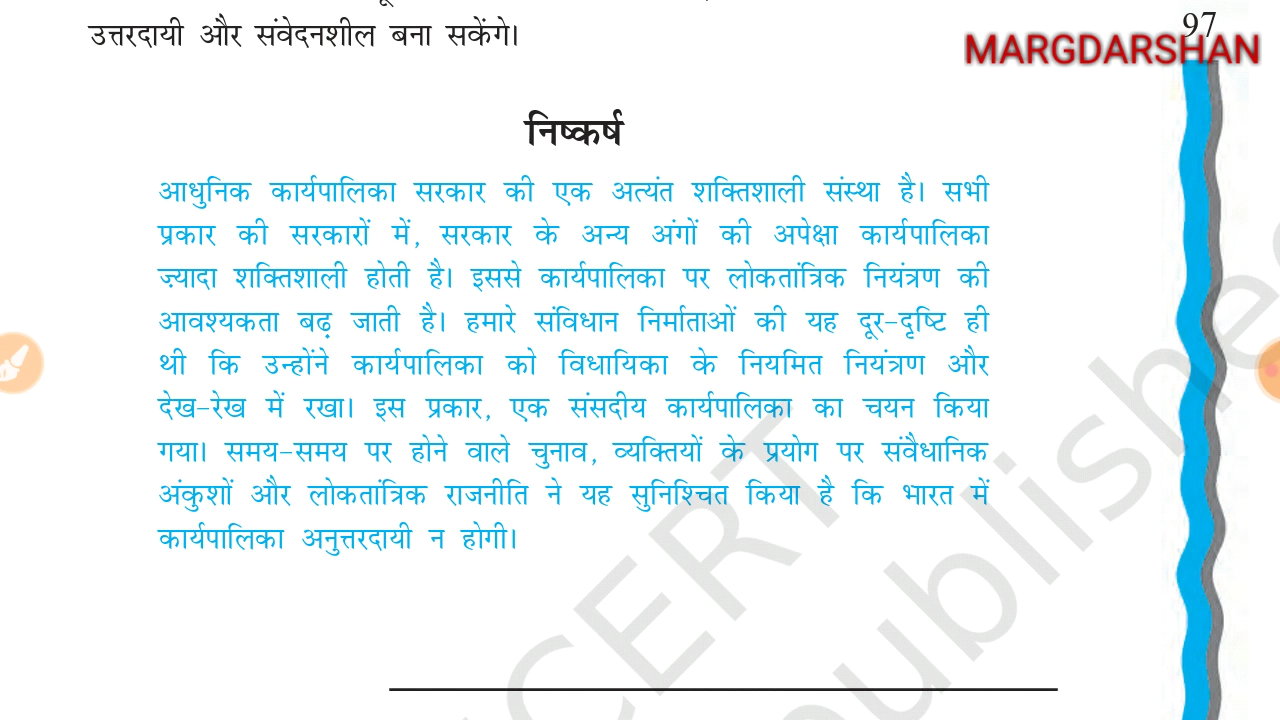 उत्तरदायी और संवेदनशील बना सकेंगे।
97
MARGDARSHAN
निष्कर्ष
आधुनिक कार्यपालिका सरकार की एक अत्यंत शक्तिशाली संस्था है। सभी
प्रकार की सरकारों में, सरकार के अन्य अंगों की अपेक्षा कार्यपालिका
ज़्यादा शक्तिशाली होती है। इससे कार्यपालिका पर लोकतांत्रिक नियंत्रण की
आवश्यकता बढ़ जाती है। हमारे संविधान निर्माताओं की यह दूर-दृष्टि ही
थी कि उन्होंने कार्यपालिका को विधायिका के नियमित नियंत्रण और
देख-रेख में रखा। इस प्रकार, एक संसदीय कार्यपालिका का चयन किया
गया। समय-समय पर होने वाले चुनाव, व्यक्तियों के प्रयोग पर संवैधानिक
अंकुशों और लोकतांत्रिक राजनीति ने यह सुनिश्चित किया है कि भारत में
कार्यपालिका अनुत्तरदायी न होगी।